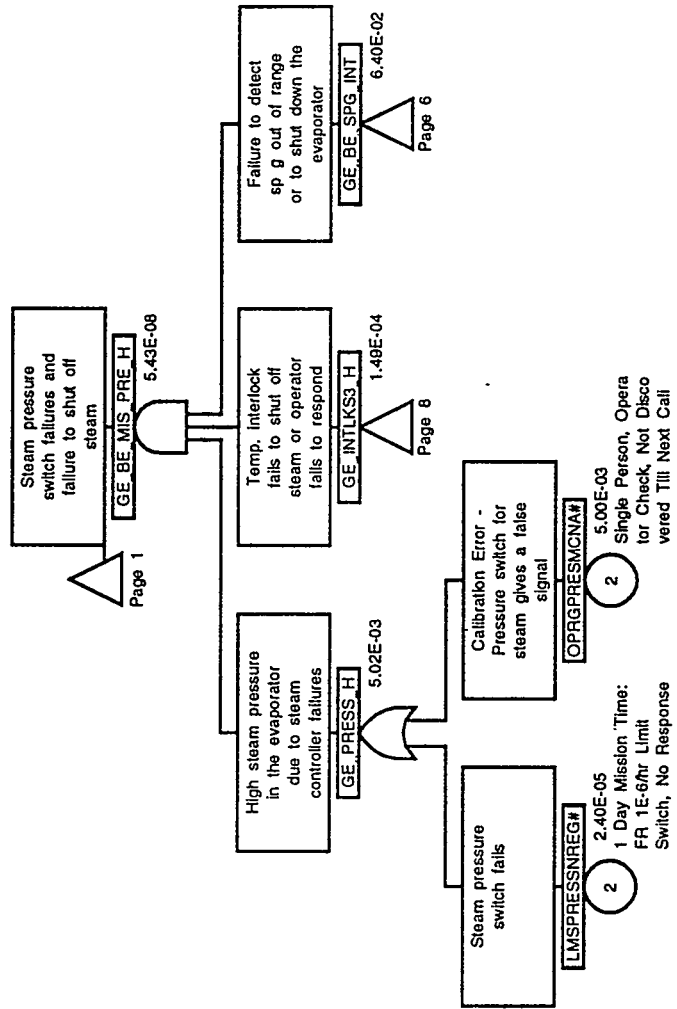 Steam pressure
switch failures and
failure to shut off
steam
GE_BE_MIS_PRE_H
5.43E-08
Page 1
High steam pressure
in the evaporator
due to steam
controller failures
GE_PRESS_H
5.02E-03
Temp. interlock
fails to shut off
steam or operator
fails to respond
GE_INTLKS3_H
1.49E-04
Page 8
Failure to detect
sp g out of range
or to shut down the
evaporator
GE_BE_SPG_INT
6.40E-02
Page 6
Steam pressure
switch fails
LMSPRESSNREG#
2
2.40E-05
1 Day Mission Time:
FR 1E-6/hr Limit
Switch, No Response
Calibration Error -
Pressure switch for
steam gives a false
signal
OPRGPRESMCNA#
2
5.00E-03
Single Person, Opera
tor Check, Not Disco
vered Till Next Cali